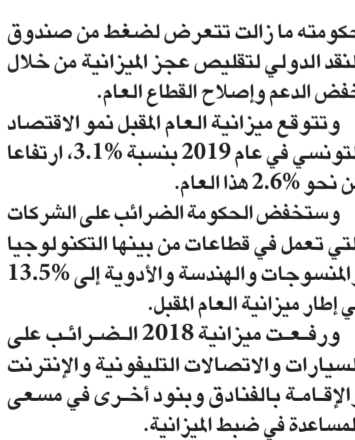 حكومته ما زالت تتعرض لضغط من صندوق
النقد الدولي لتقليص عجز الميزانية من خلال
خفض الدعم وإصلاح القطاع العام.
وتتوقع ميزانية العام المقبل نمو الاقتصاد
التونسي في عام 2019 بنسبة 3.1%، ارتفاعا
من نحو 2.6% هذا العام.
وستخفض الحكومة الضرائب على الشركات
التي تعمل في قطاعات من بينها التكنولوجيا
والمنسوجات والهندسة والأدوية إلى 13.5%
في إطار ميزانية العام المقبل.
ورفعت ميزانية 2018 الضرائب على
السيارات والاتصالات التليفونية والإنترنت
والإقامة بالفنادق وبنود أخرى في مسعى
للمساعدة في ضبط الميزانية.